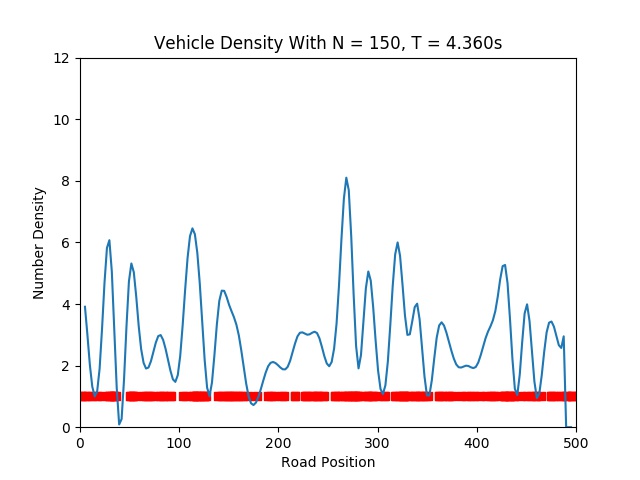 Vehicle Density With N = 150, T = 4.360s
12
10
8
6
4
2
0
Number Density
0 100 200 300 400 500
Road Position